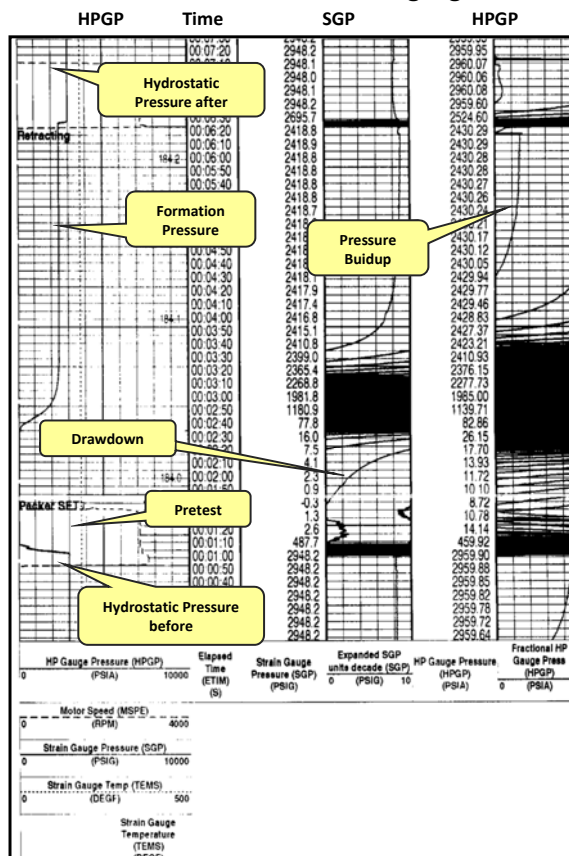 HPGP Time SGP HPGP
00:07:20 2948.2 2959.95
2948.1 2960.07
2948.0 2960.06
2948.1 2960.08
2948.2 2959.60
2695.7 2524.60
00:06:20 2418.8 2430.29
Retracting
00:06:10 2418.9 2430.29
184.2 00:06:00 2418.8 2430.28
00:05:50 2418.8 2430.28
00:05:40 2418.8 2430.27
2418.8 2430.26
2418.7 2430.24
2430.17
00:04:50 2430.12
00:04:40 2430.05
00:04:30 2429.94
00:04:20 2417.9 2429.77
00:04:10 2417.4 2429.46
00:04:00 2416.8 2428.83
184.1 00:03:50 2415.1 2427.37
00:03:40 2410.8 2423.21
00:03:30 2399.0 2410.93
00:03:20 2365.4 2376.15
00:03:10 2268.8 2277.73
00:03:00 1981.8 1985.00
00:02:50 1180.9 1139.71
00:02:40 77.8 82.86
00:02:30 16.0 26.15
00:02:20 7.5 17.70
00:02:10 4.1 13.93
184.0 00:02:00 2.3 11.72
0.9 10.10
Packer SET
-0.3 8.72
1.3 10.78
00:01:20 2.6 14.14
00:01:10 487.7 459.92
00:01:00 2948.2 2959.90
00:00:50 2948.2 2959.88
00:00:40 2948.2 2959.85
2948.2 2959.82
2948.2 2959.78
2948.2 2959.72
2948.2 2959.64
Hydrostatic
Pressure after
Formation
Pressure
Pressure
Buidup
Drawdown
Pretest
Hydrostatic Pressure
before
HP Gauge Pressure (HPGP)
0 (PSIA) 10000
Elapsed
Time
(ETIM)
(S)
Strain Gauge
Pressure (SGP)
(PSIG)
Expanded SGP
units decade (SGP)
0 (PSIG) 10
HP Gauge Pressure
(HPGP)
(PSIA)
Fractional HP
Gauge Press
(HPGP)
0 (PSIA)
Motor Speed (MSPE)
0 (RPM) 4000
Strain Gauge Pressure (SGP)
0 (PSIG) 10000
Strain Gauge Temp (TEMS)
0 (DEGF) 500
Strain Gauge
Temperature
(TEMS)